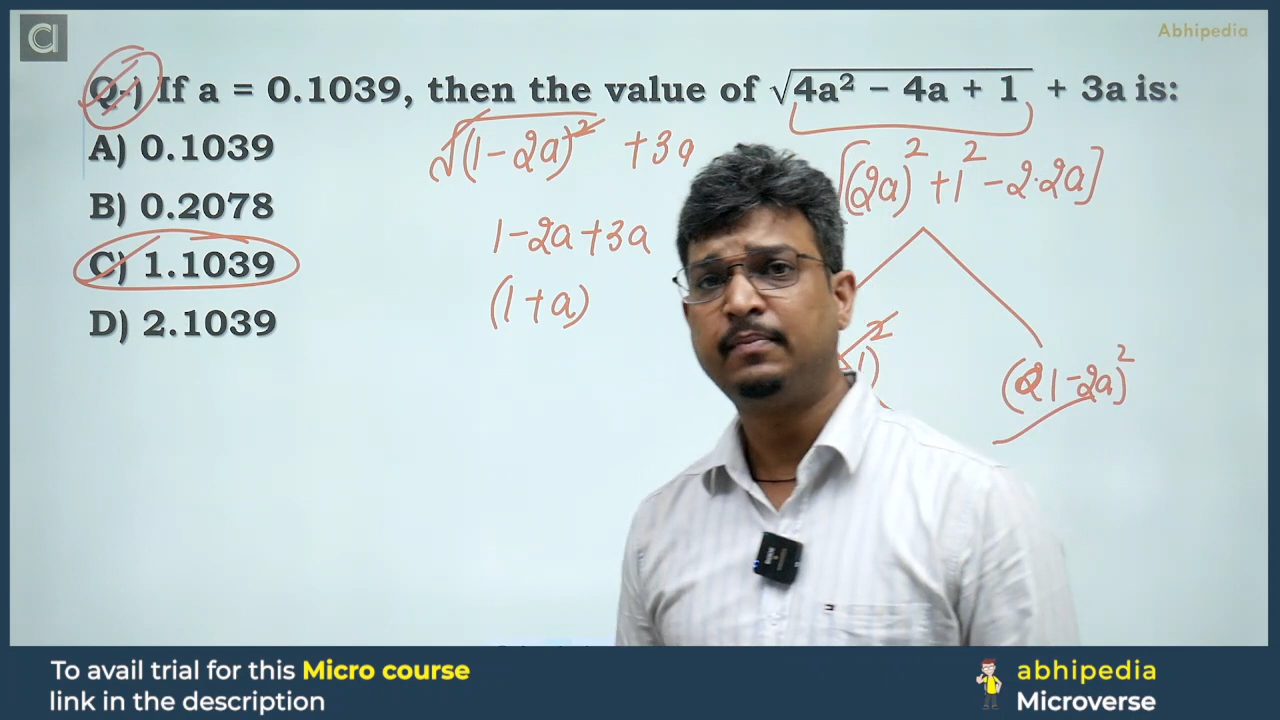 Abhipedia
Q-) If a = 0.1039, then the value of √4a² − 4a + 1 + 3a is:
A) 0.1039
B) 0.2078
C) 1.1039
D) 2.1039
√(1-2a)² +3a
1-2a+3a
(1+a)
√[(2a)² +1² -2·2a]
1)²
(1-2a)²
To avail trial for this Micro course
link in the description
abhipedia
Microverse